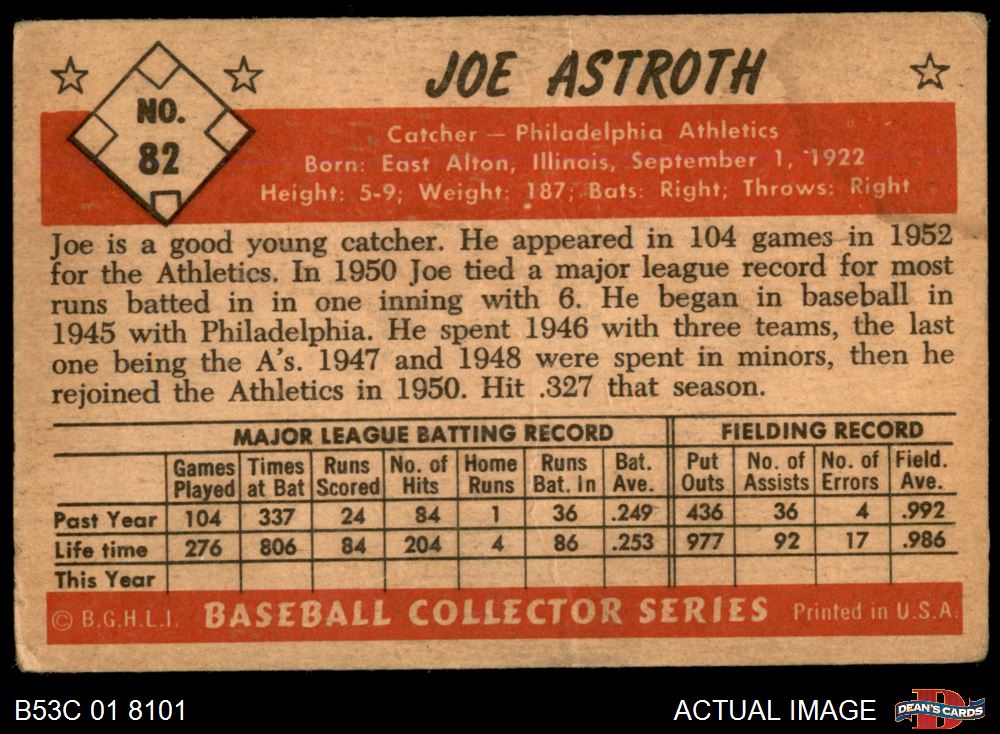 NO.
82
JOE ASTROTH
Catcher — Philadelphia Athletics
Born: East Alton, Illinois, September 1, 1922
Height: 5-9; Weight: 187; Bats: Right; Throws: Right
Joe is a good young catcher. He appeared in 104 games in 1952
for the Athletics. In 1950 Joe tied a major league record for most
runs batted in in one inning with 6. He began in baseball in
1945 with Philadelphia. He spent 1946 with three teams, the last
one being the A's. 1947 and 1948 were spent in minors, then he
rejoined the Athletics in 1950. Hit .327 that season.
MAJOR LEAGUE BATTING RECORD FIELDING RECORD
Games Times Runs No. of Home Runs Bat. Put No. of No. of Field.
Played at Bat Scored Hits Runs Bat. In Ave. Outs Assists Errors Ave.
Past Year 104 337 24 84 1 36 .249 436 36 4 .992
Life time 276 806 84 204 4 86 .253 977 92 17 .986
This Year
© B.G.H.L.I. BASEBALL COLLECTOR SERIES Printed in U.S.A.
B53C 01 8101 ACTUAL IMAGE DEAN'S CARDS